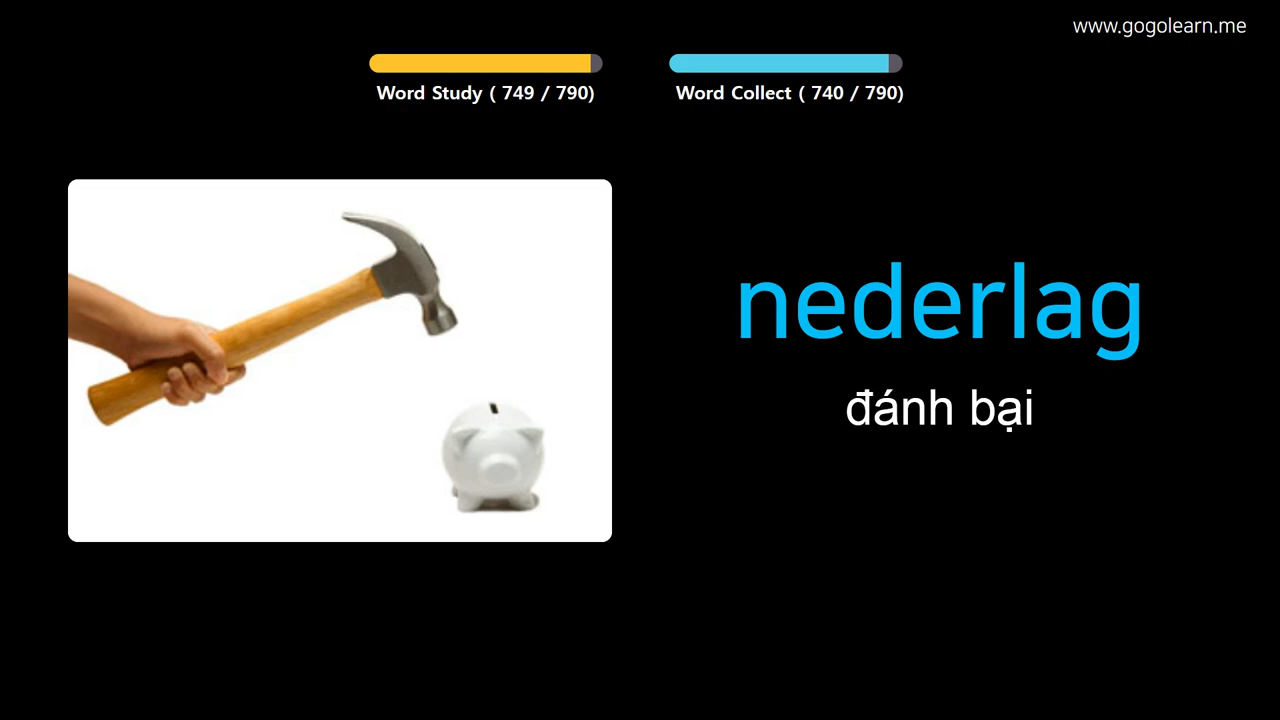 www.gogolearn.me
Word Study ( 749 / 790)
Word Collect ( 740 / 790)
nederlag
đánh bại